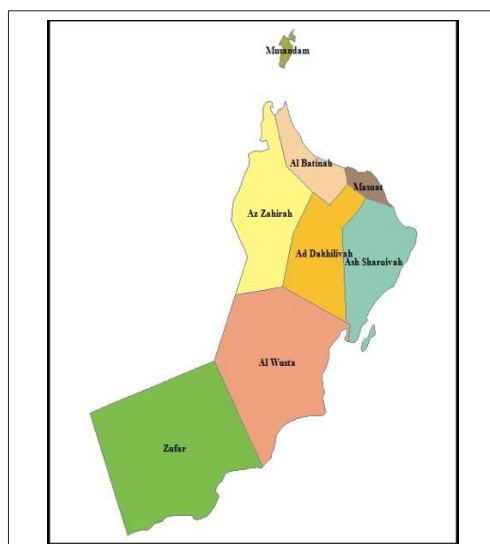 Musandam
Al Batinah
Masqat
Az Zahirah
Ad Dakhiliyah
Ash Sharqiyah
Al Wusta
Zufar